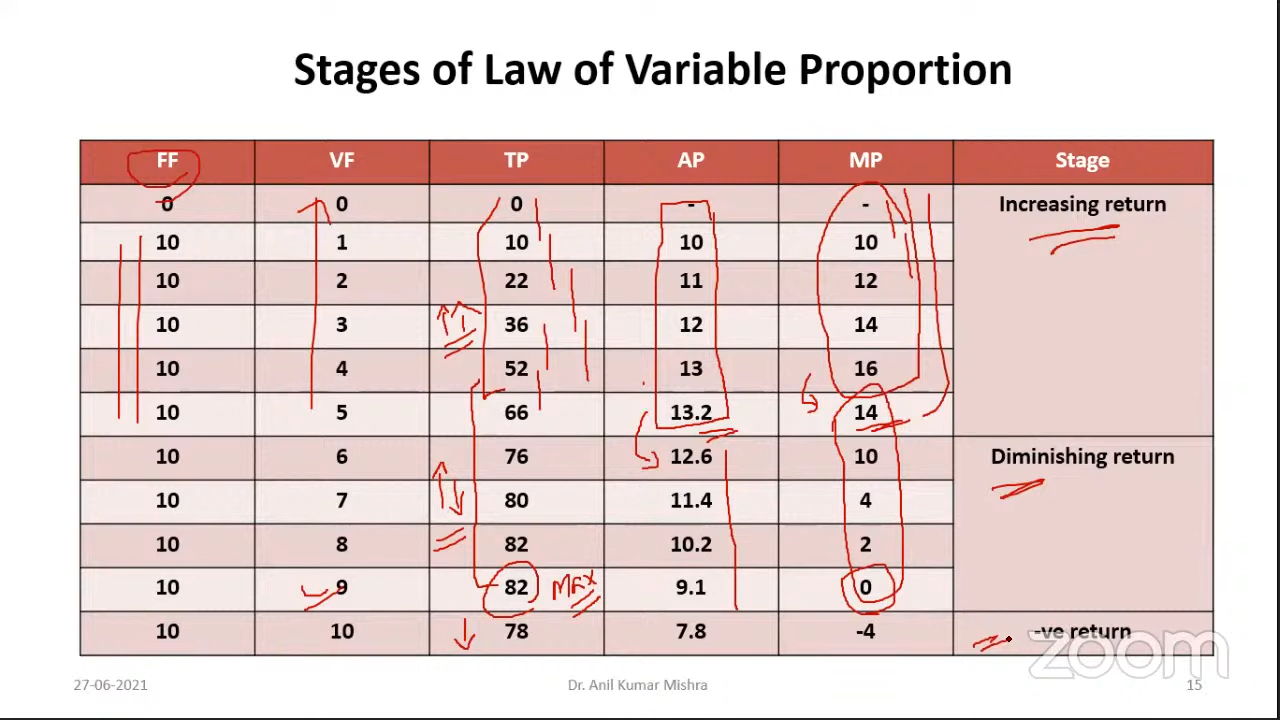 Stages of Law of Variable Proportion
FF VF TP AP MP Stage
0 0 0 - - Increasing return
10 1 10 10 10
10 2 22 11 12
10 3 36 12 14
10 4 52 13 16
10 5 66 13.2 14
10 6 76 12.6 10 Diminishing return
10 7 80 11.4 4
10 8 82 10.2 2
10 9 82 MAX 9.1 0
10 10 78 7.8 -4 -ve return
zoom
27-06-2021 Dr. Anil Kumar Mishra 15